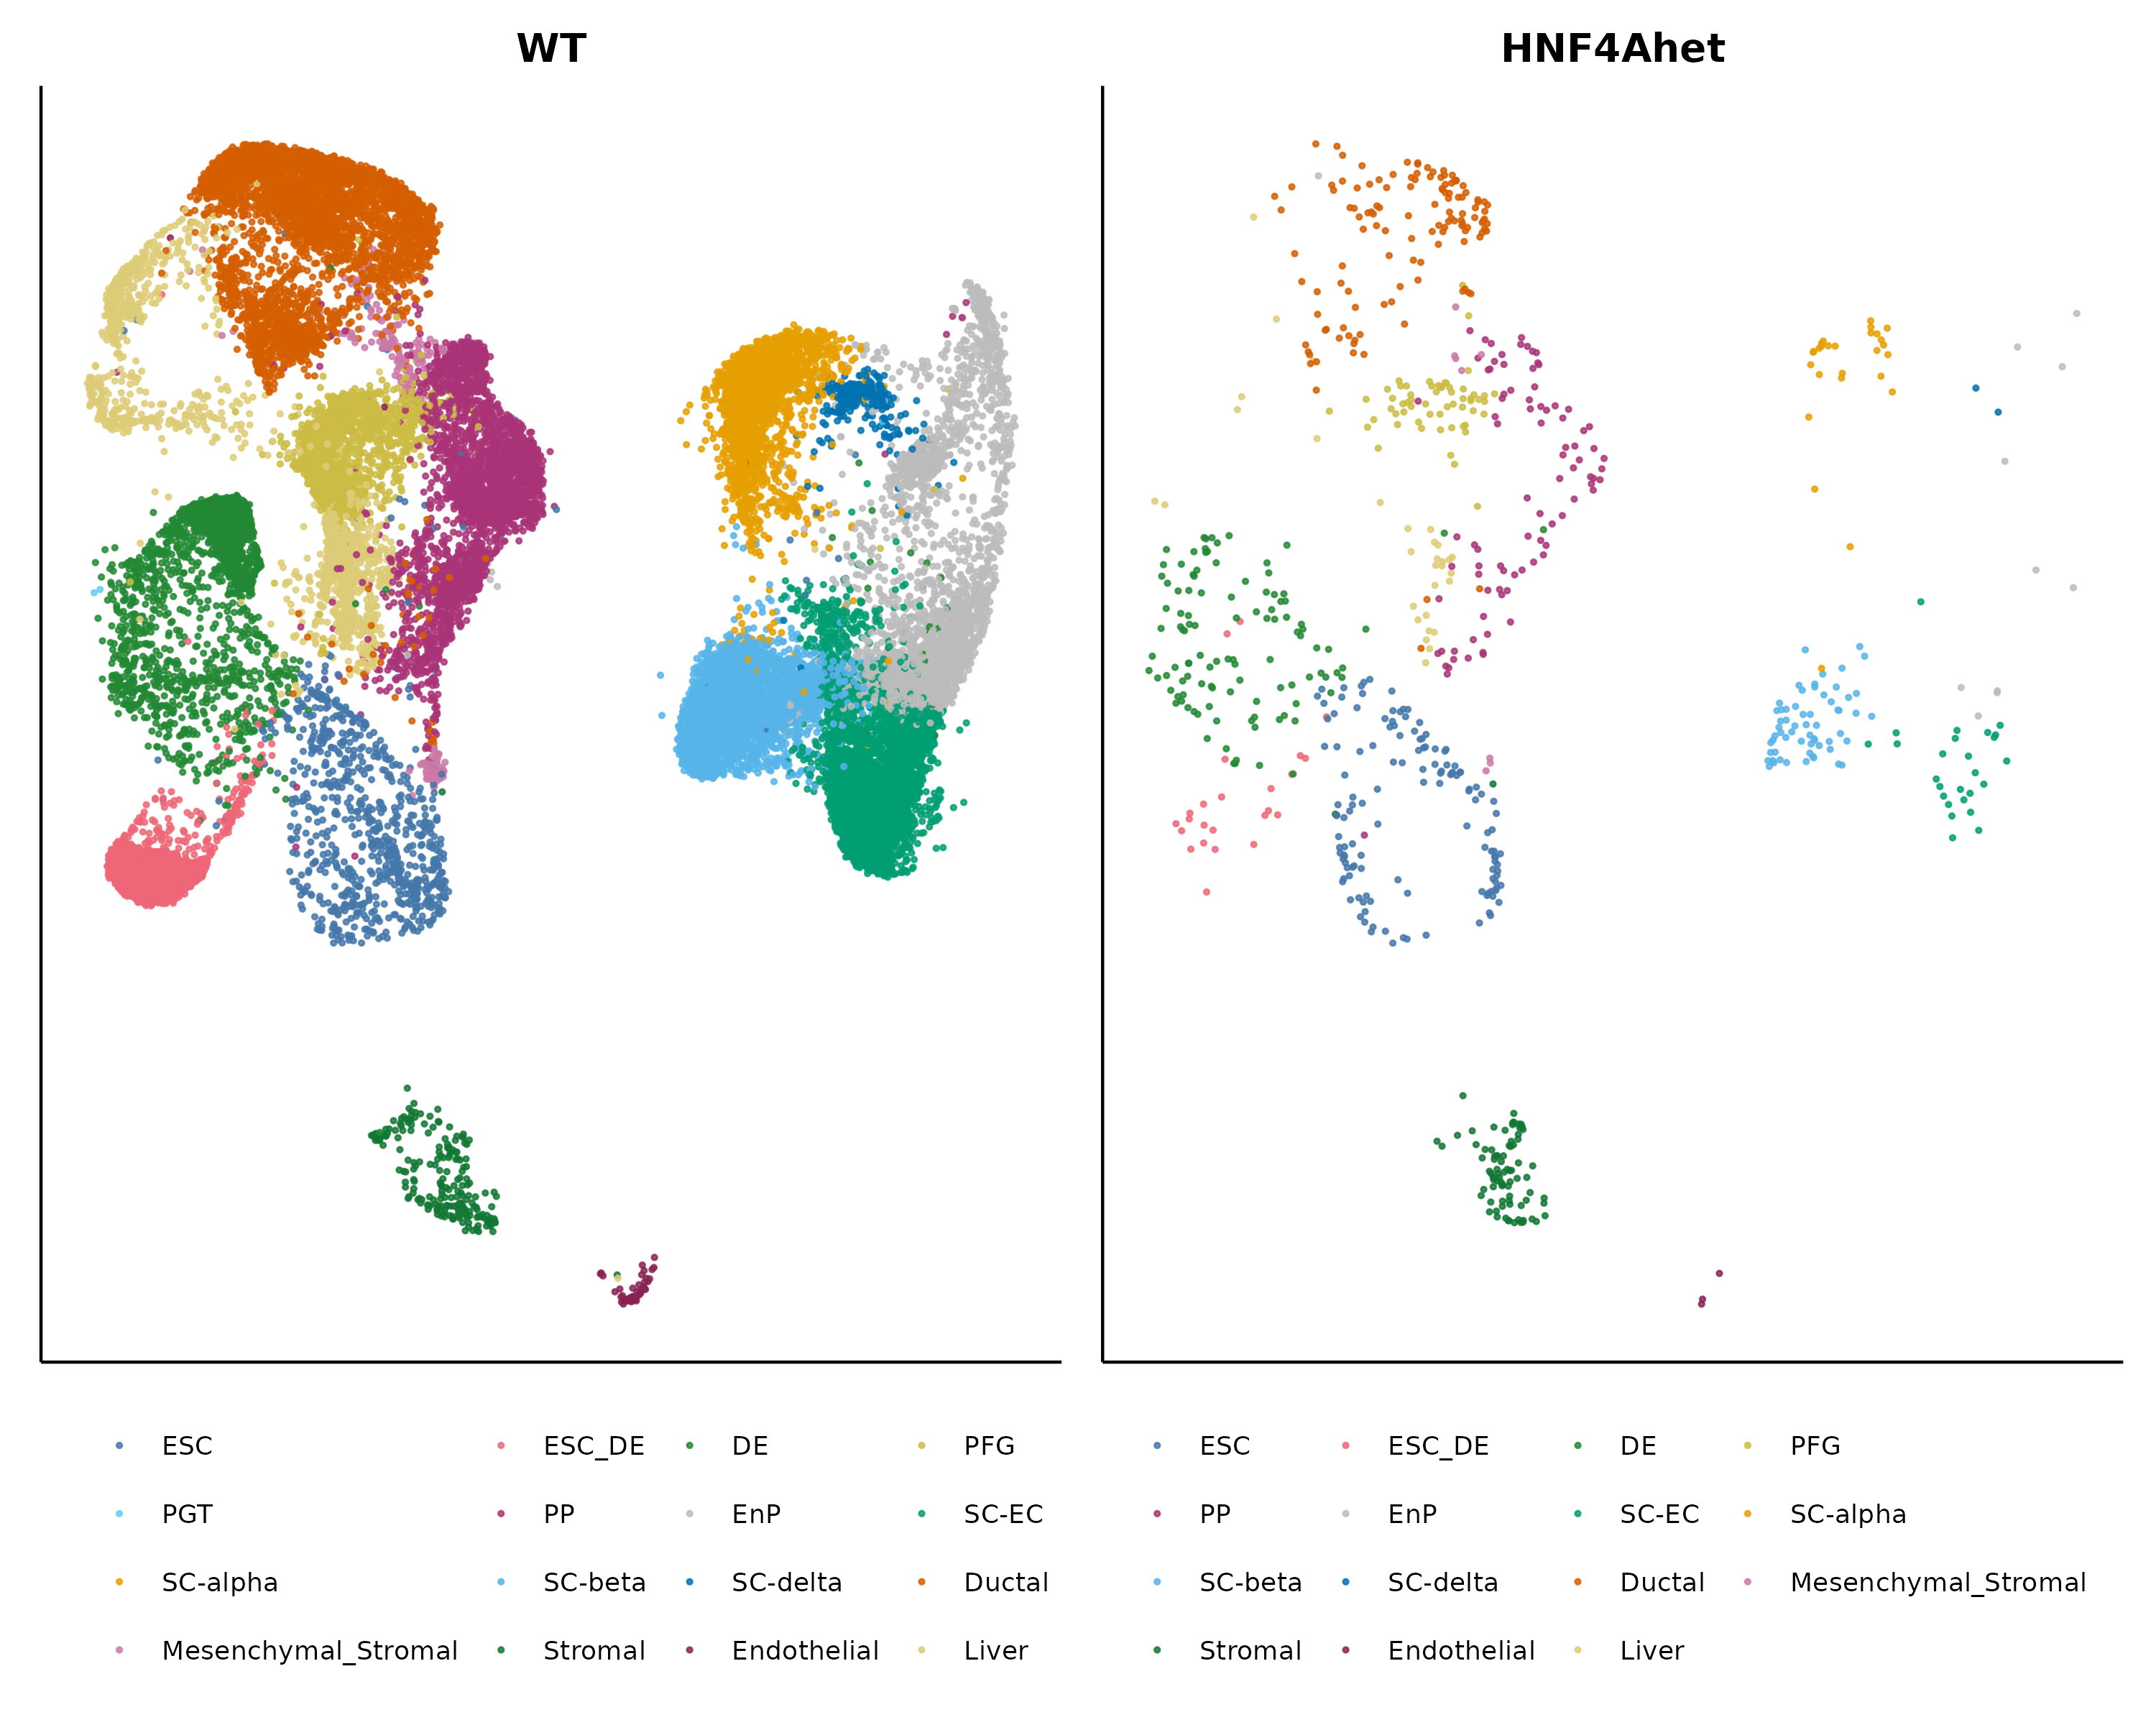 WT
HNF4Ahet
ESC ESC_DE DE PFG
PGT PP EnP SC-EC
SC-alpha SC-beta SC-delta Ductal
Mesenchymal_Stromal Stromal Endothelial Liver
ESC ESC_DE DE PFG
PP EnP SC-EC SC-alpha
SC-beta SC-delta Ductal Mesenchymal_Stromal
Stromal Endothelial Liver